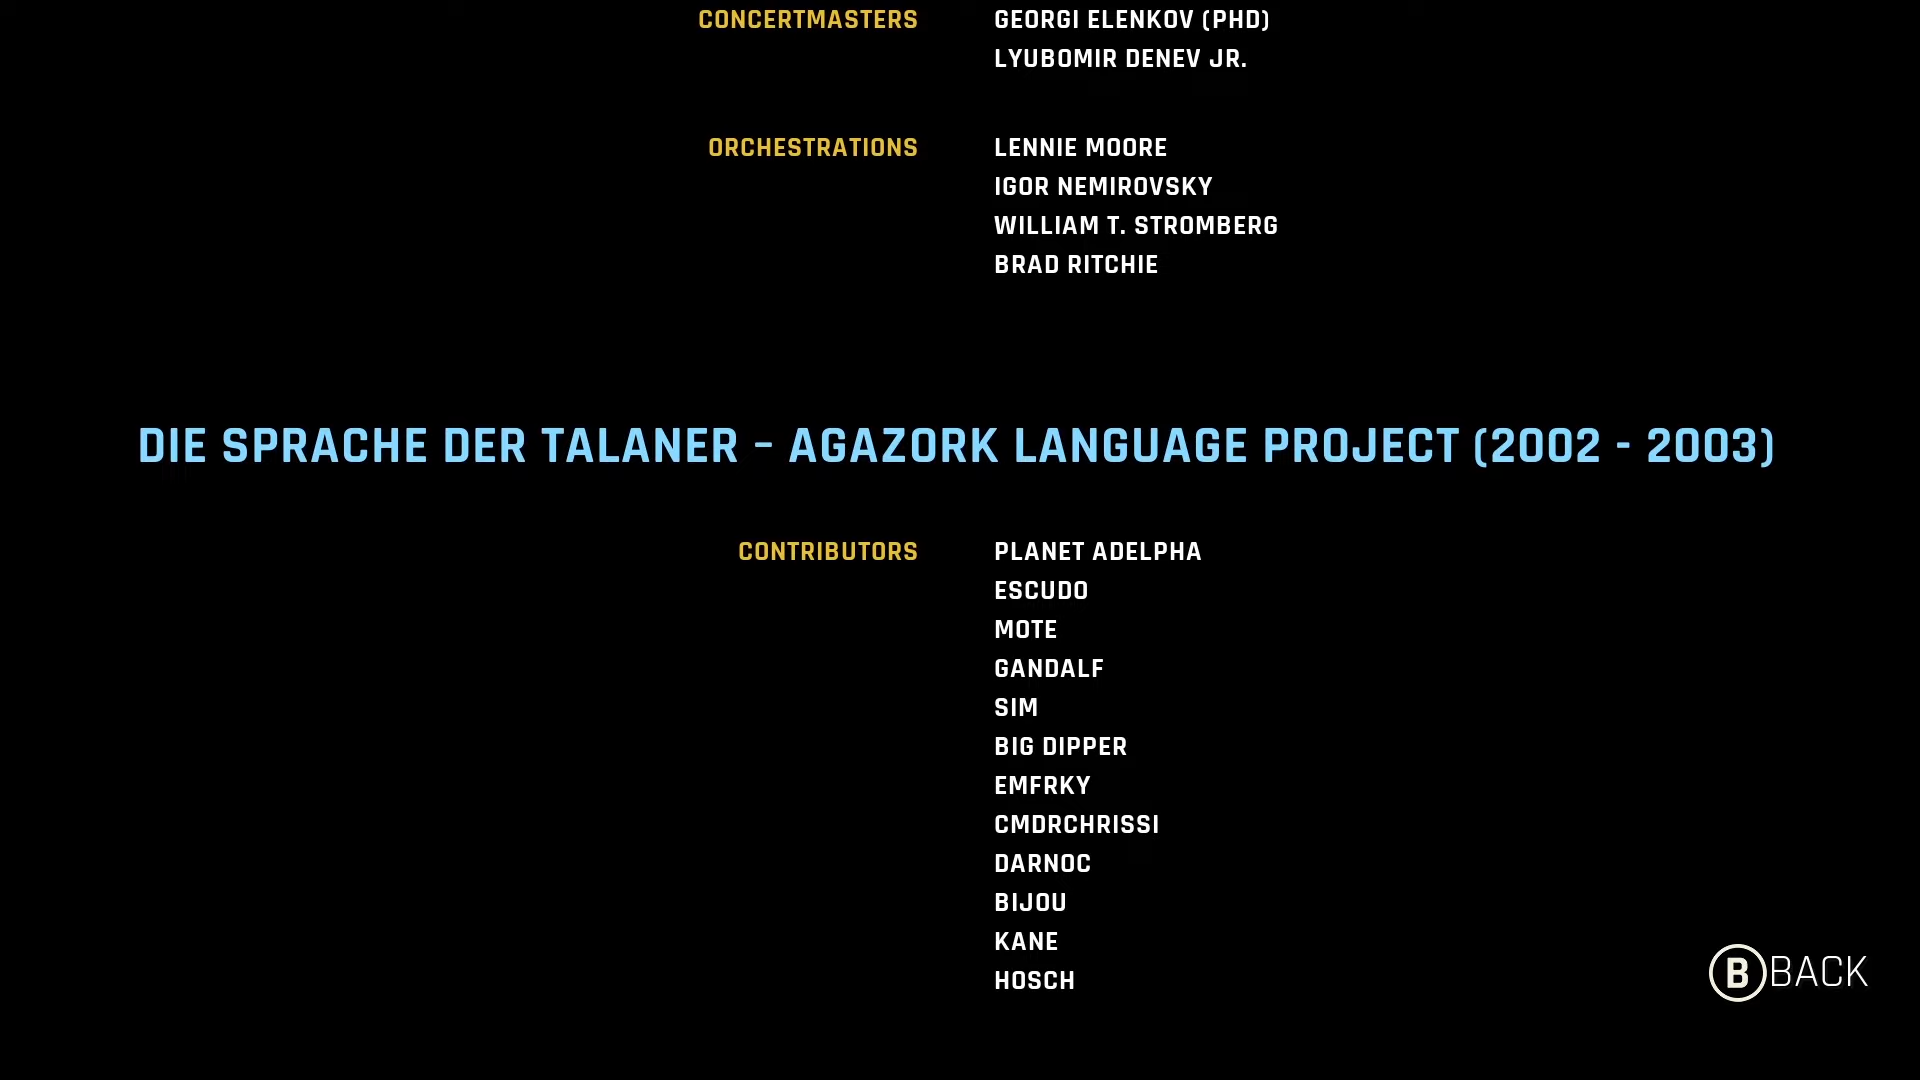 CONCERTMASTERS GEORGI ELENKOV (PHD)
LYUBOMIR DENEV JR.
ORCHESTRATIONS LENNIE MOORE
IGOR NEMIROVSKY
WILLIAM T. STROMBERG
BRAD RITCHIE
DIE SPRACHE DER TALANER – AGAZORK LANGUAGE PROJECT (2002 - 2003)
CONTRIBUTORS PLANET ADELPHA
ESCUDO
MOTE
GANDALF
SIM
BIG DIPPER
EMFRKY
CMDRCHRISSI
DARNOC
BIJOU
KANE
HOSCH
B BACK